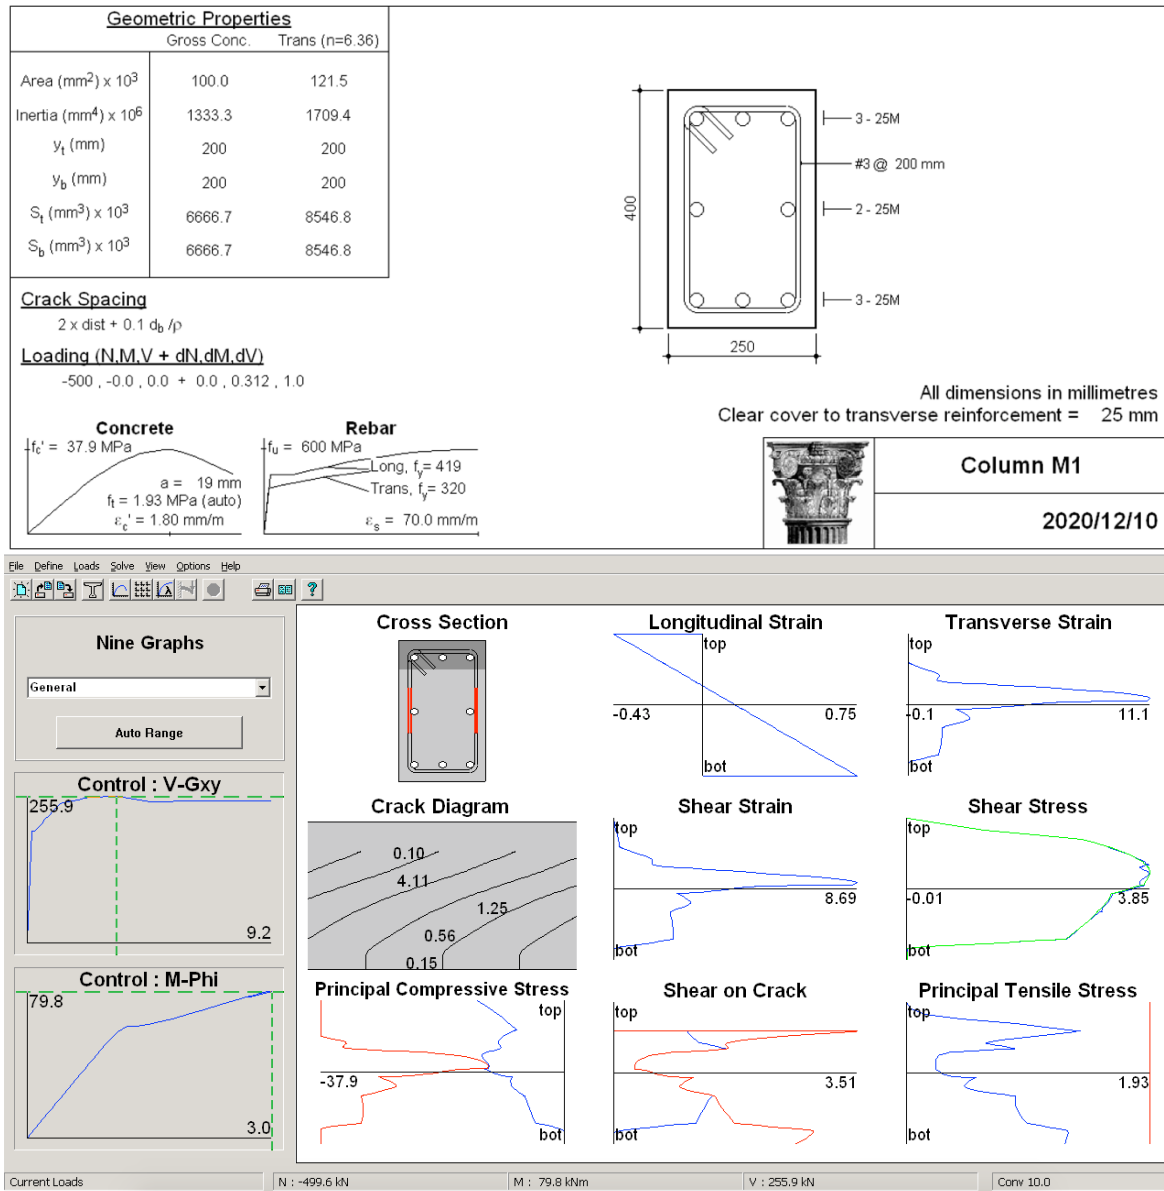 Geometric Properties
Gross Conc. Trans (n=6.36)
Area (mm²) x 10³ 100.0 121.5
Inertia (mm⁴) x 10⁶ 1333.3 1709.4
yt (mm) 200 200
yb (mm) 200 200
St (mm³) x 10³ 6666.7 8546.8
Sb (mm³) x 10³ 6666.7 8546.8
Crack Spacing
2 x dist + 0.1 db /ρ
Loading (N,M,V + dN,dM,dV)
-500 , -0.0 , 0.0 + 0.0 , 0.312 , 1.0
Concrete
fc' = 37.9 MPa
a = 19 mm
ft = 1.93 MPa (auto)
εc' = 1.80 mm/m
Rebar
fu = 600 MPa
Long, fy= 419
Trans, fy= 320
εs = 70.0 mm/m
400
250
3 - 25M
#3 @ 200 mm
2 - 25M
3 - 25M
All dimensions in millimetres
Clear cover to transverse reinforcement = 25 mm
Column M1
2020/12/10
File Define Loads Solve View Options Help
Nine Graphs
General
Auto Range
Control : V-Gxy
255.9
9.2
Control : M-Phi
79.8
3.0
Cross Section
Longitudinal Strain
top
-0.43 0.75
bot
Transverse Strain
top
-0.1 11.1
bot
Crack Diagram
0.10
4.11
1.25
0.56
0.15
Shear Strain
top
8.69
bot
Shear Stress
top
-0.01 3.85
bot
Principal Compressive Stress
top
-37.9
bot
Shear on Crack
top
3.51
bot
Principal Tensile Stress
top
1.93
bot
Current Loads N : -499.6 kN M : 79.8 kNm V : 255.9 kN Conv 10.0